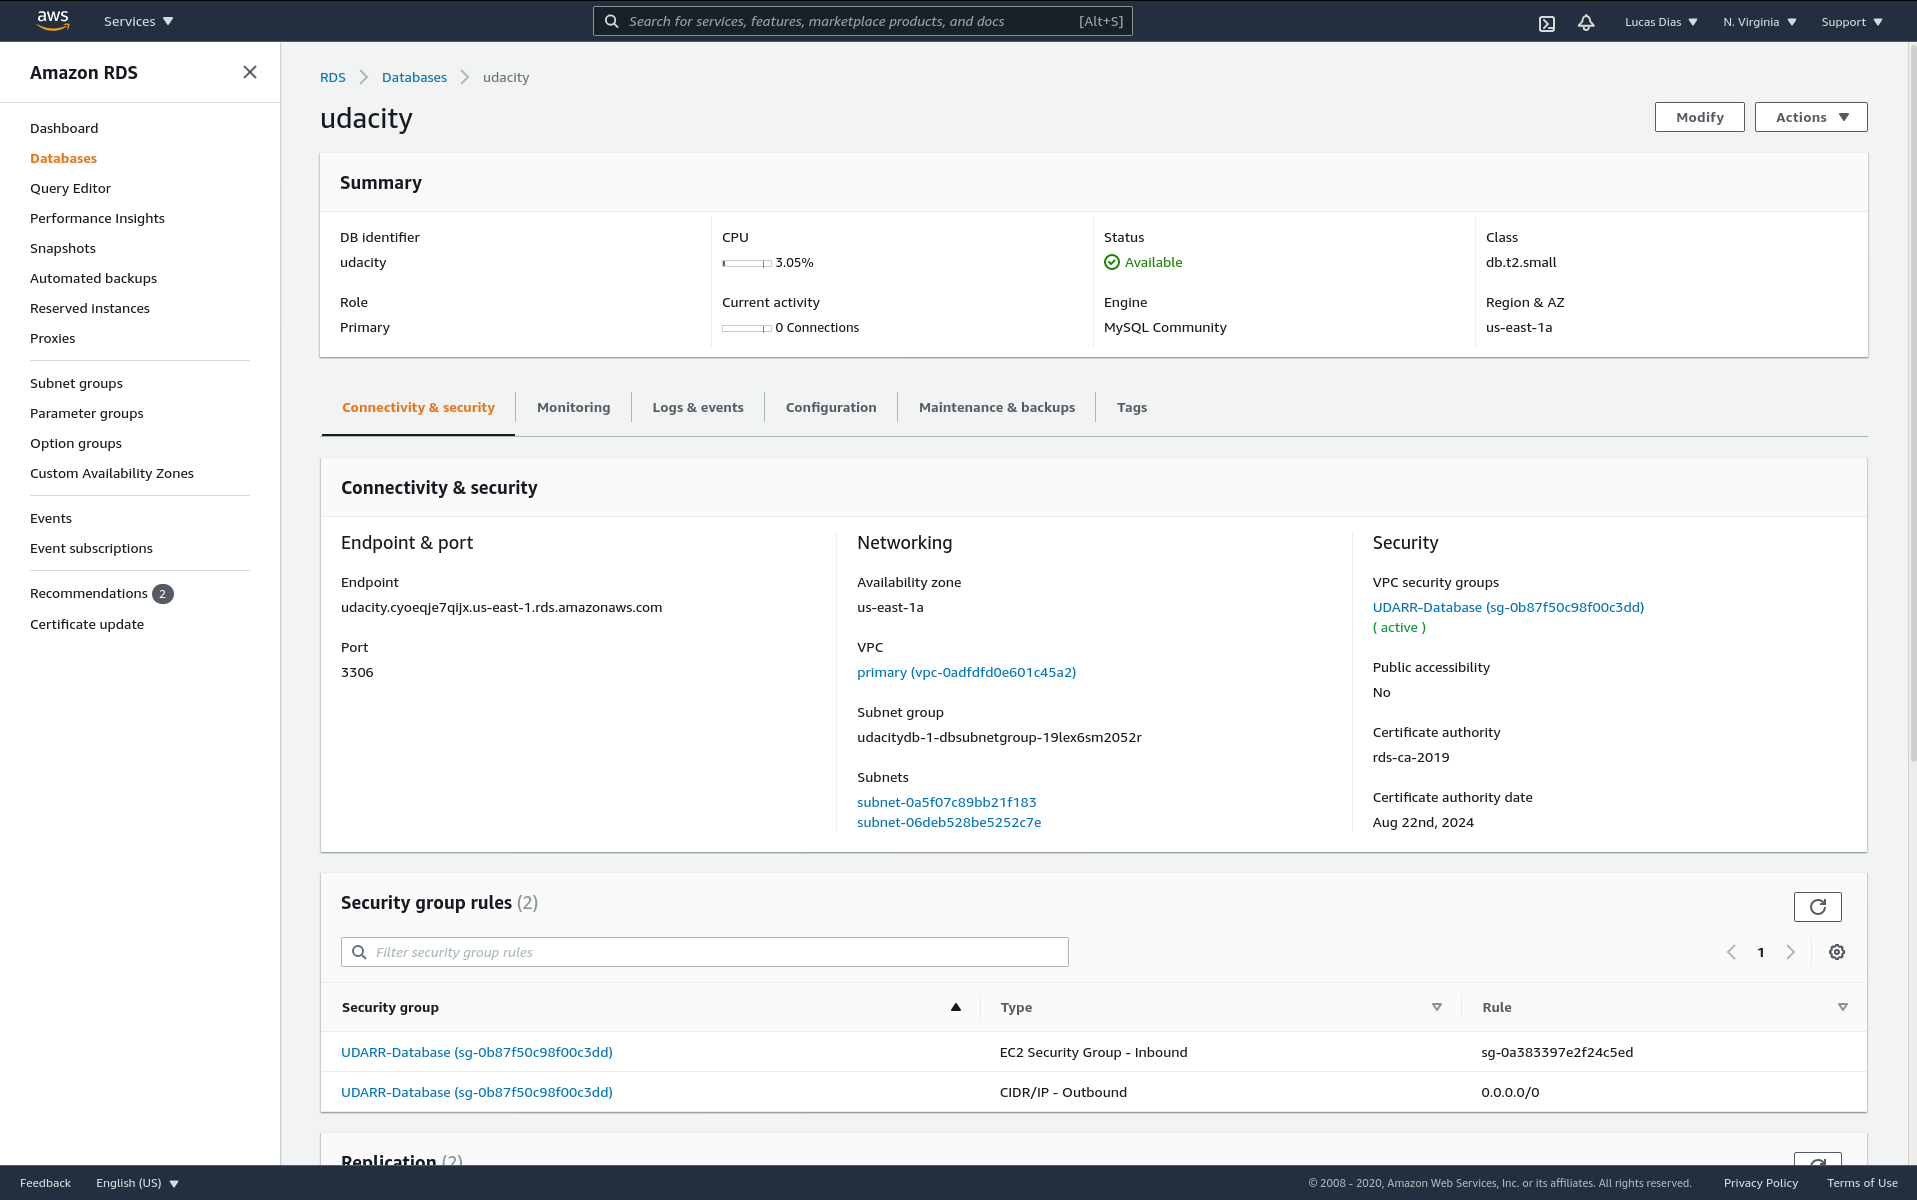 aws Services Search for services, features, marketplace products, and docs [Alt+S] Lucas Dias N. Virginia Support
Amazon RDS
Dashboard
Databases
Query Editor
Performance Insights
Snapshots
Automated backups
Reserved instances
Proxies
Subnet groups
Parameter groups
Option groups
Custom Availability Zones
Events
Event subscriptions
Recommendations 2
Certificate update
RDS Databases udacity
udacity
Modify Actions
Summary
DB identifier
udacity
CPU
3.05%
Status
Available
Class
db.t2.small
Role
Primary
Current activity
0 Connections
Engine
MySQL Community
Region & AZ
us-east-1a
Connectivity & security Monitoring Logs & events Configuration Maintenance & backups Tags
Connectivity & security
Endpoint & port
Endpoint
udacity.cyoeqje7qijx.us-east-1.rds.amazonaws.com
Port
3306
Networking
Availability zone
us-east-1a
VPC
primary (vpc-0adfdfd0e601c45a2)
Subnet group
udacitydb-1-dbsubnetgroup-19lex6sm2052r
Subnets
subnet-0a5f07c89bb21f183
subnet-06deb528be5252c7e
Security
VPC security groups
UDARR-Database (sg-0b87f50c98f00c3dd)
( active )
Public accessibility
No
Certificate authority
rds-ca-2019
Certificate authority date
Aug 22nd, 2024
Security group rules (2)
Filter security group rules
1
Security group Type Rule
UDARR-Database (sg-0b87f50c98f00c3dd) EC2 Security Group - Inbound sg-0a383397e2f24c5ed
UDARR-Database (sg-0b87f50c98f00c3dd) CIDR/IP - Outbound 0.0.0.0/0
Replication (2)
Feedback English (US) © 2008 - 2020, Amazon Web Services, Inc. or its affiliates. All rights reserved. Privacy Policy Terms of Use